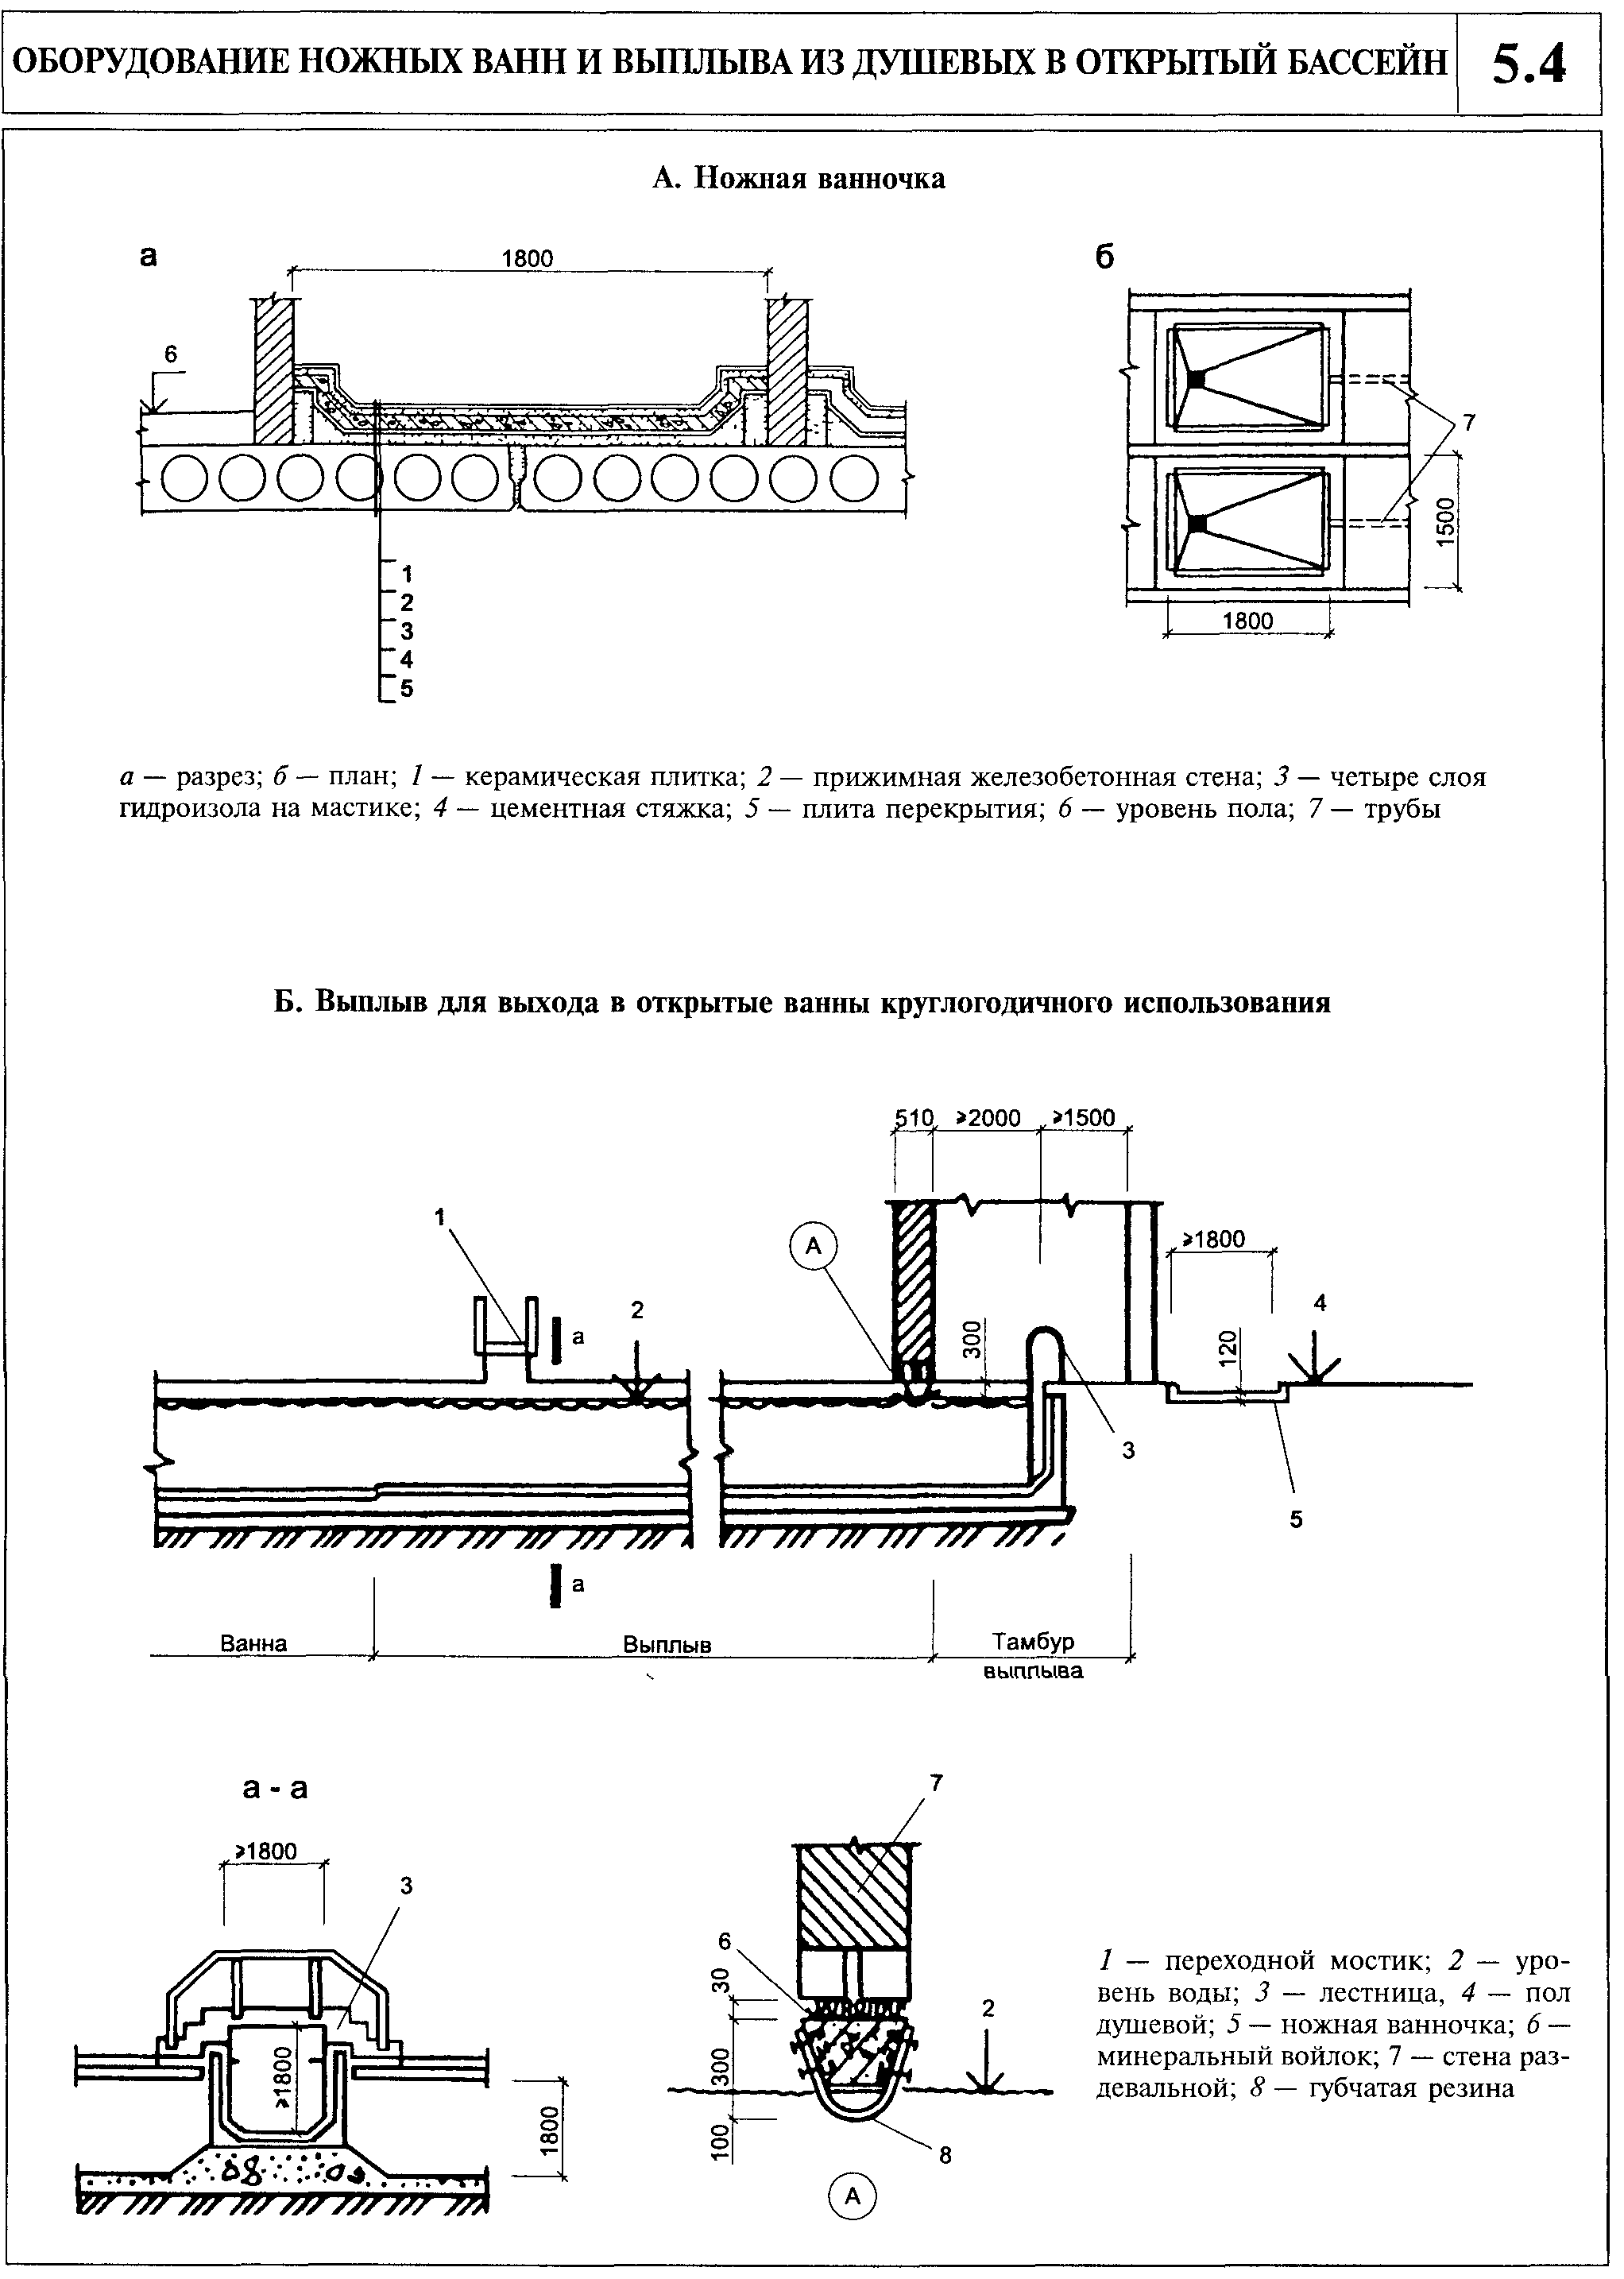 ОБОРУДОВАНИЕ НОЖНЫХ ВАНН И ВЫПЛЫВА ИЗ ДУШЕВЫХ В ОТКРЫТЫЙ БАССЕЙН
5.4
А. Ножная ванночка
а
1800
6
1
2
3
4
5
б
7
1500
1800
а — разрез; б — план; 1 — керамическая плитка; 2 — прижимная железобетонная стена; 3 — четыре слоя
гидроизола на мастике; 4 — цементная стяжка; 5 — плита перекрытия; 6 — уровень пола; 7 — трубы
Б. Выплыв для выхода в открытые ванны круглогодичного использования
510 ≥2000 ≥1500
1
А
≥1800
2
а
300
120
4
3
5
а
Ванна
Выплыв
Тамбур
выплыва
а - а
≥1800
3
≥1800
1800
7
6
30
300
100
2
8
А
1 — переходной мостик; 2 — уро-
вень воды; 3 — лестница, 4 — пол
душевой; 5 — ножная ванночка; 6 —
минеральный войлок; 7 — стена раз-
девальной; 8 — губчатая резина